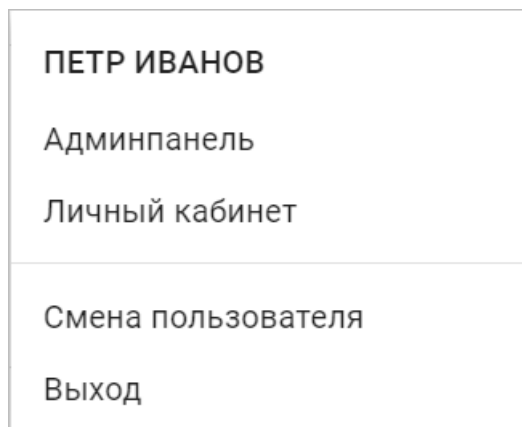 ПЕТР ИВАНОВ
Админпанель
Личный кабинет
Смена пользователя
Выход